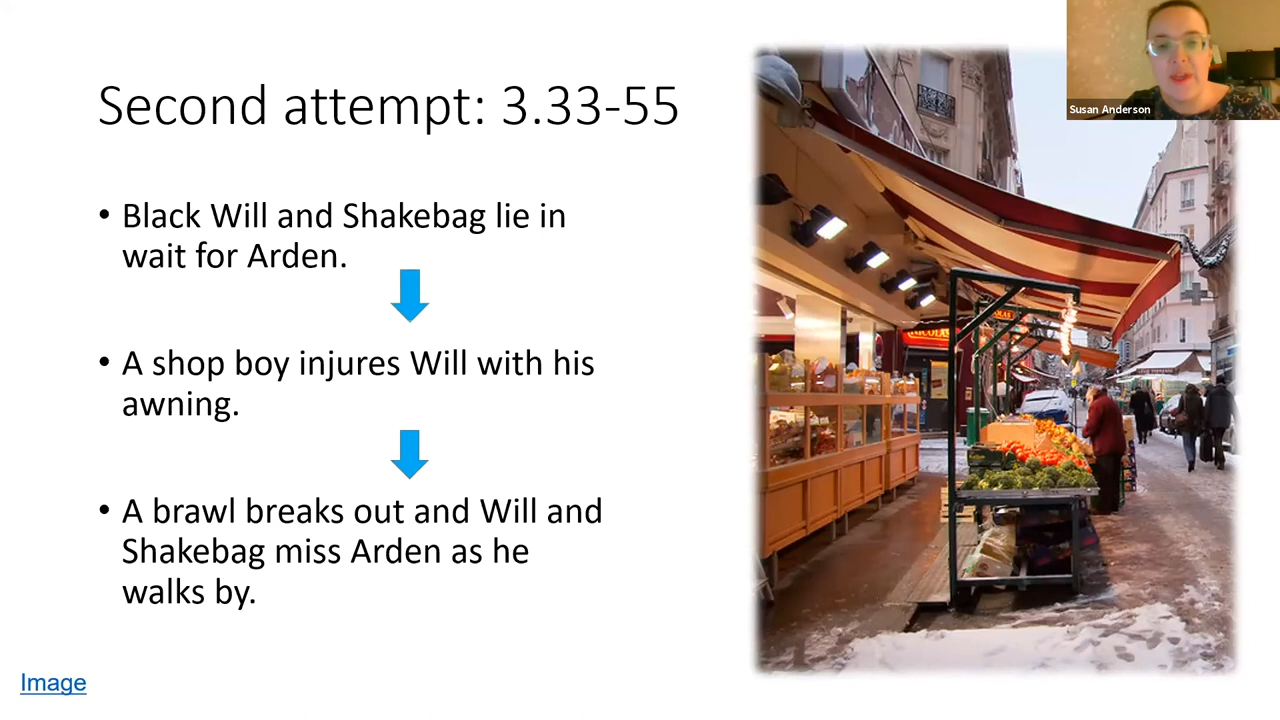 Second attempt: 3.33-55
• Black Will and Shakebag lie in
wait for Arden.
• A shop boy injures Will with his
awning.
• A brawl breaks out and Will and
Shakebag miss Arden as he
walks by.
Image
Susan Anderson
NICOLAS